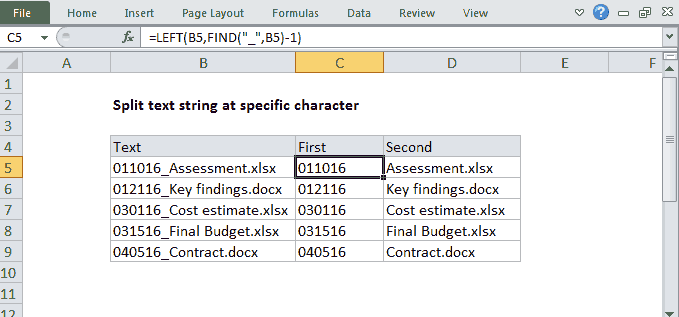 File Home Insert Page Layout Formulas Data Review View
C5 fx =LEFT(B5,FIND("_",B5)-1)
A B C D E F
1
2 Split text string at specific character
3
4 Text First Second
5 011016_Assessment.xlsx 011016 Assessment.xlsx
6 012116_Key findings.docx 012116 Key findings.docx
7 030116_Cost estimate.xlsx 030116 Cost estimate.xlsx
8 031516_Final Budget.xlsx 031516 Final Budget.xlsx
9 040516_Contract.docx 040516 Contract.docx
10
11
12